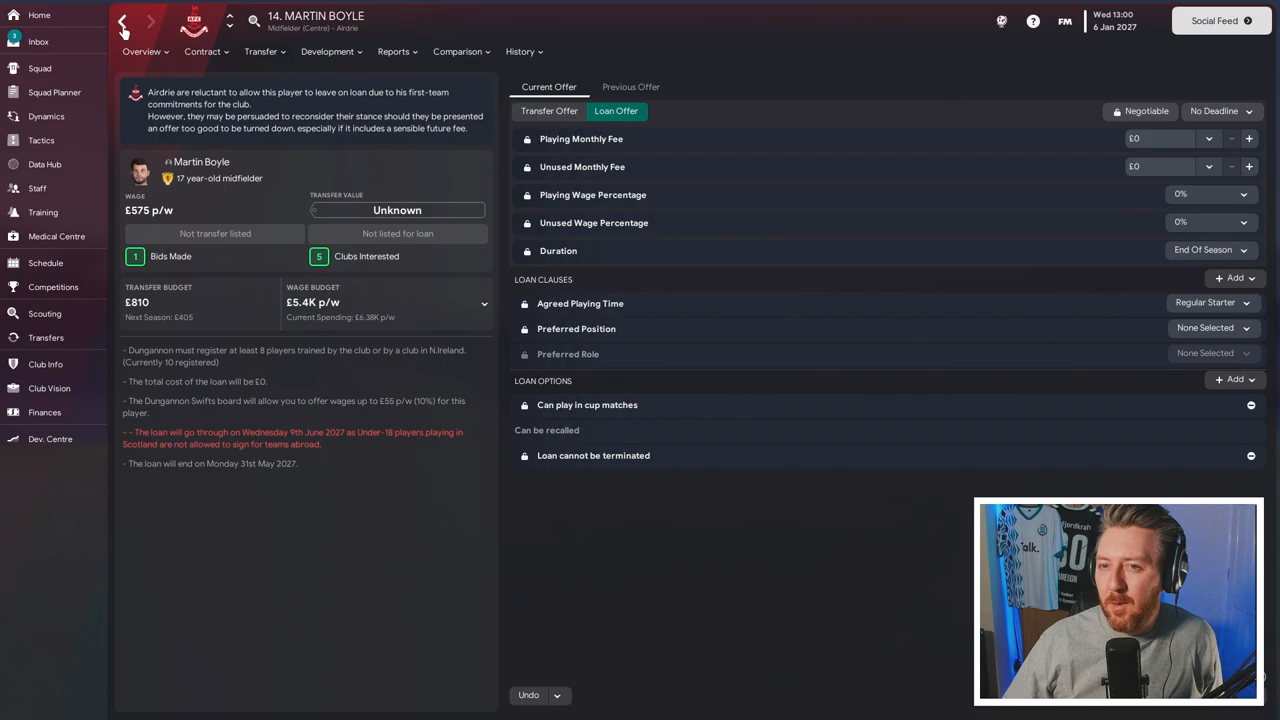 Home
3
Inbox
Squad
Squad Planner
Dynamics
Tactics
Data Hub
Staff
Training
Medical Centre
Schedule
Competitions
Scouting
Transfers
Club Info
Club Vision
Finances
Dev. Centre
AFC
14. MARTIN BOYLE
Midfielder (Centre) - Airdrie
?
FM
Wed 13:00
6 Jan 2027
Social Feed
Overview
Contract
Transfer
Development
Reports
Comparison
History
Airdrie are reluctant to allow this player to leave on loan due to his first-team
commitments for the club.
However, they may be persuaded to reconsider their stance should they be presented
an offer too good to be turned down, especially if it includes a sensible future fee.
Martin Boyle
17 year-old midfielder
WAGE
£575 p/w
TRANSFER VALUE
Unknown
Not transfer listed
Not listed for loan
1 Bids Made
5 Clubs Interested
TRANSFER BUDGET
£810
Next Season: £405
WAGE BUDGET
£5.4K p/w
Current Spending: £6.38K p/w
- Dungannon must register at least 8 players trained by the club or by a club in N.Ireland.
(Currently 10 registered)
- The total cost of the loan will be £0.
- The Dungannon Swifts board will allow you to offer wages up to £55 p/w (10%) for this
player.
- - The loan will go through on Wednesday 9th June 2027 as Under-18 players playing in
Scotland are not allowed to sign for teams abroad.
- The loan will end on Monday 31st May 2027.
Current Offer
Previous Offer
Transfer Offer
Loan Offer
Negotiable
No Deadline
Playing Monthly Fee
£0
Unused Monthly Fee
£0
Playing Wage Percentage
0%
Unused Wage Percentage
0%
Duration
End Of Season
LOAN CLAUSES
+ Add
Agreed Playing Time
Regular Starter
Preferred Position
None Selected
Preferred Role
None Selected
LOAN OPTIONS
+ Add
Can play in cup matches
Can be recalled
Loan cannot be terminated
Undo
Talk.
Fjordkraft